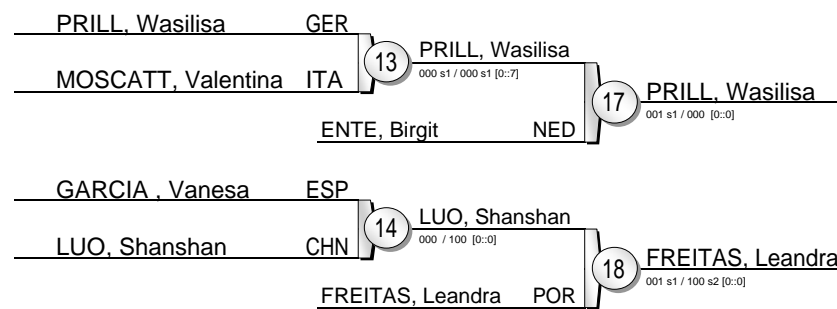 PRILL, Wasilisa GER
13
PRILL, Wasilisa
000 s1 / 000 s1 [0::7]
MOSCATT, Valentina ITA
17
PRILL, Wasilisa
001 s1 / 000 [0::0]
ENTE, Birgit NED
GARCIA , Vanesa ESP
14
LUO, Shanshan
000 / 100 [0::0]
LUO, Shanshan CHN
18
FREITAS, Leandra
001 s1 / 100 s2 [0::0]
FREITAS, Leandra POR